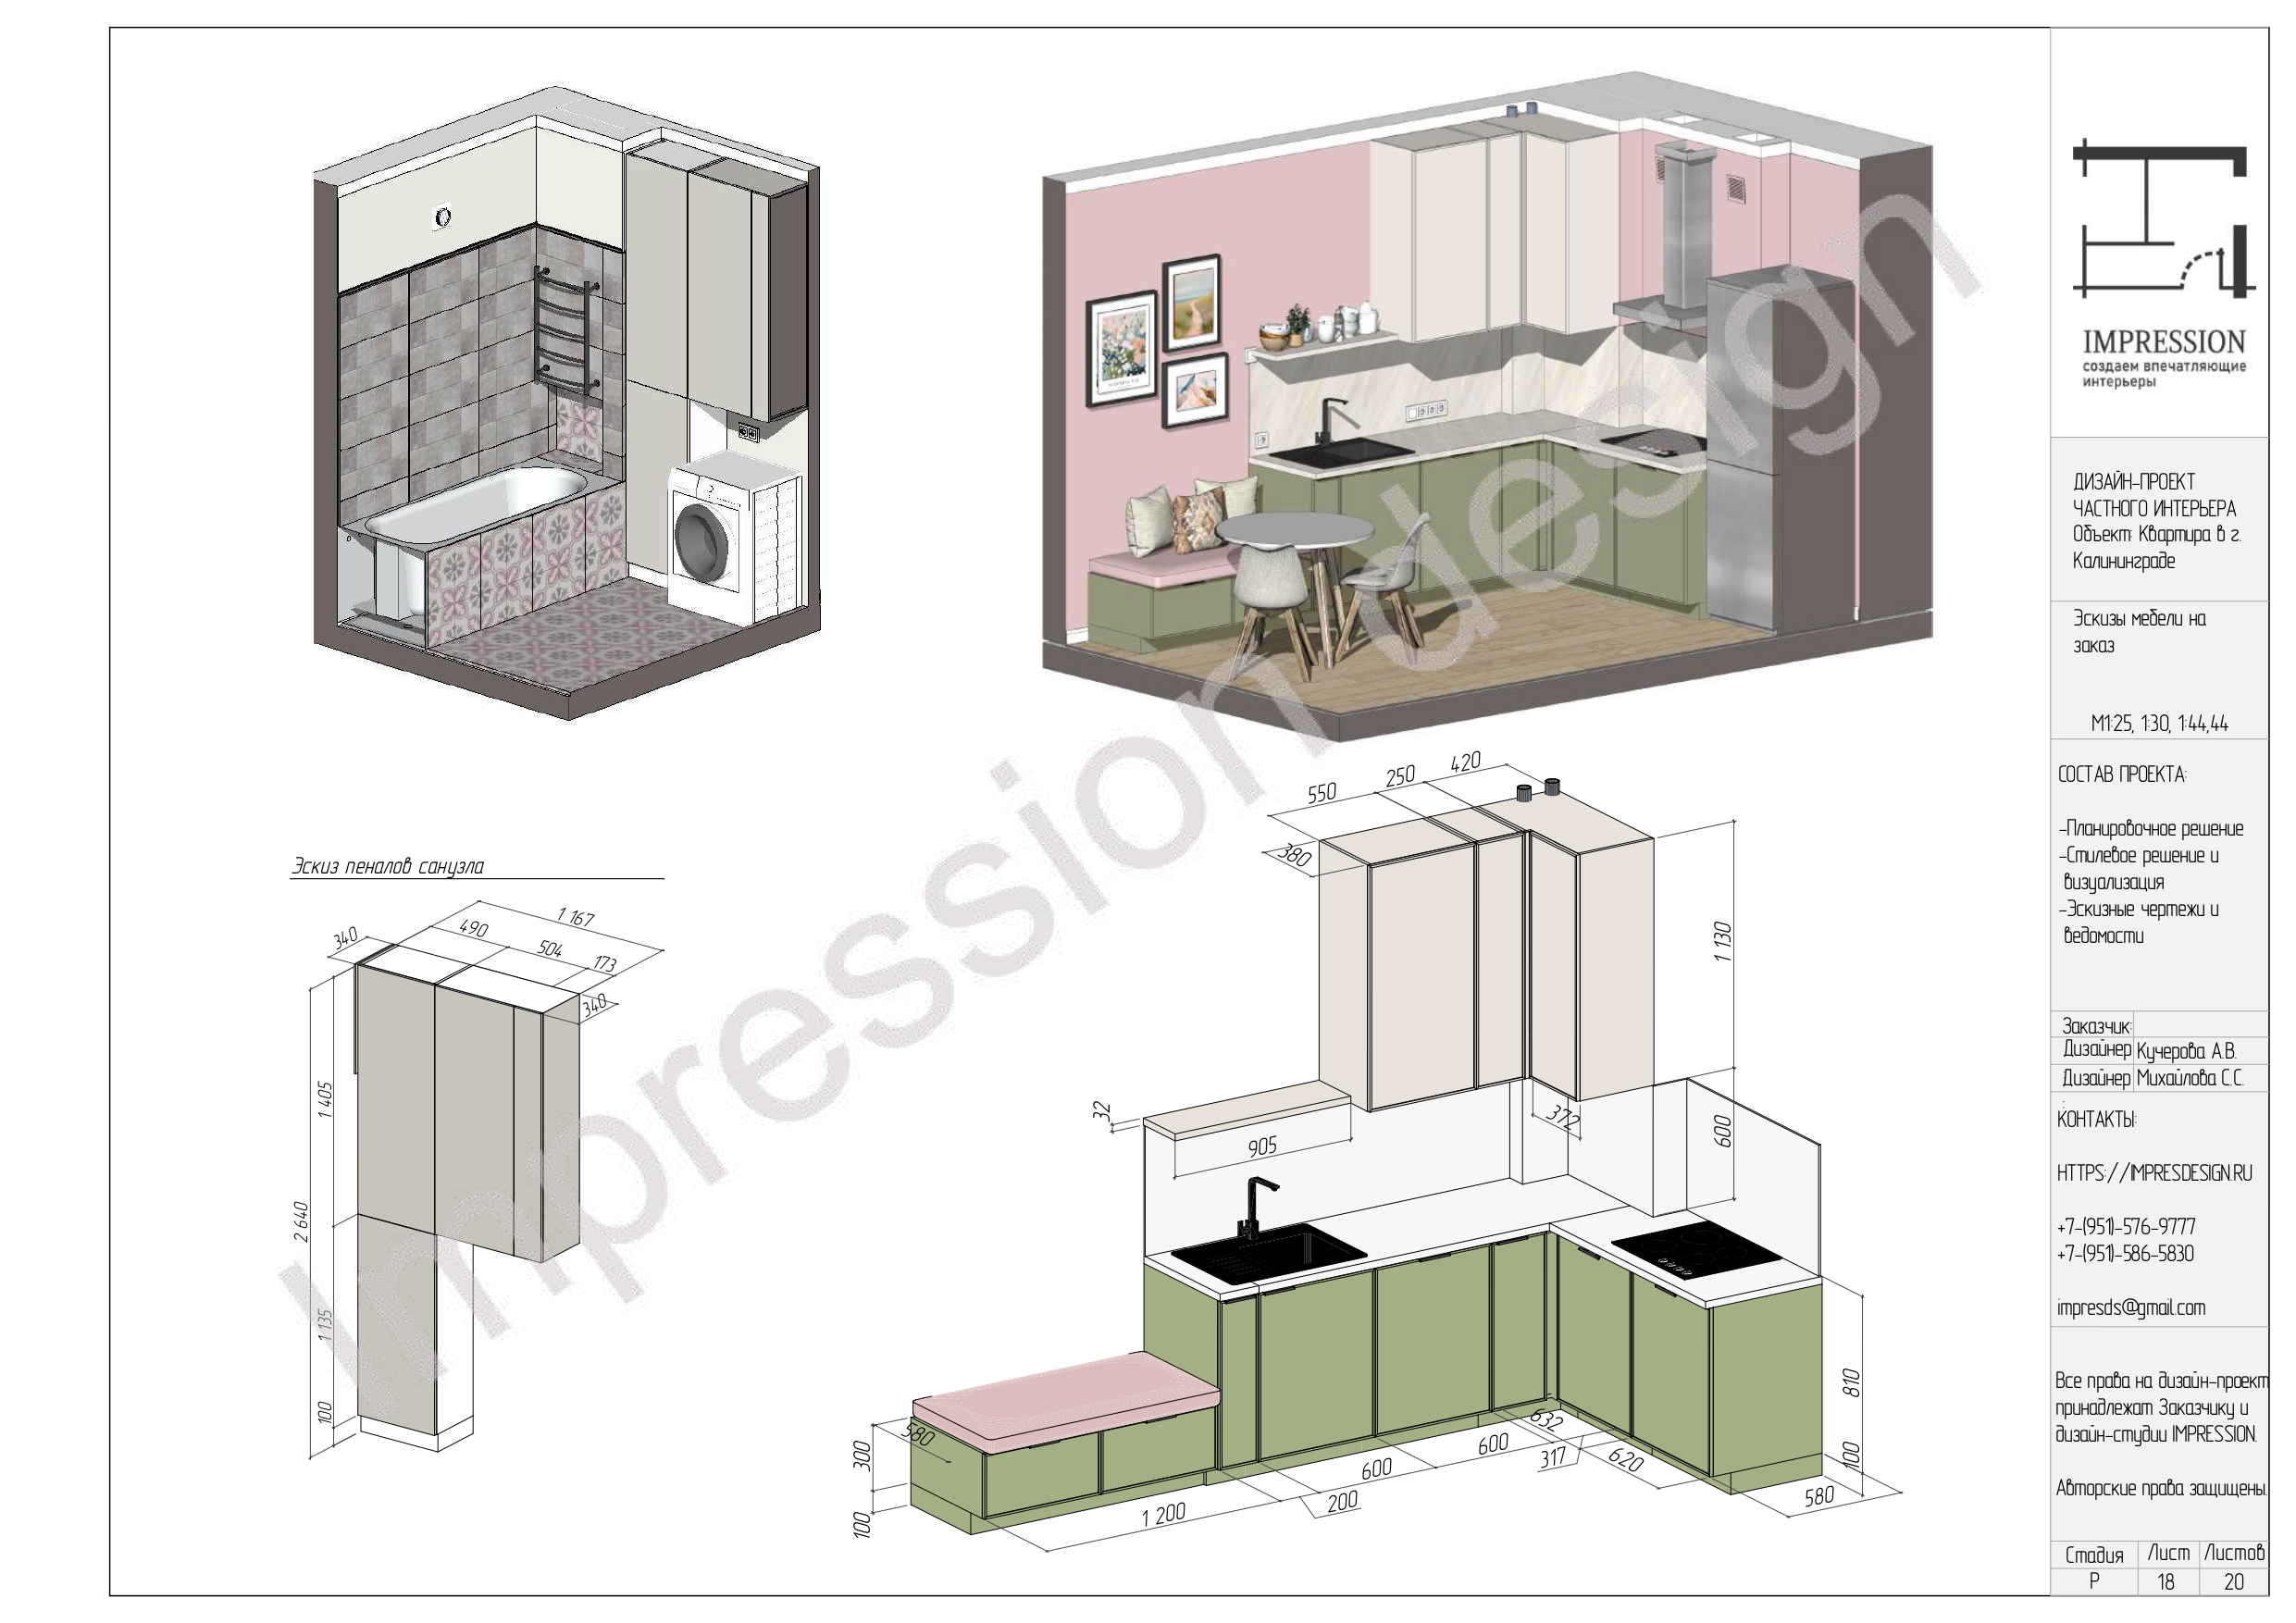 IMPRESSION
создаем впечатляющие
интерьеры
ДИЗАЙН-ПРОЕКТ
ЧАСТНОГО ИНТЕРЬЕРА
Объект: Квартира в г.
Калининграде
Эскизы мебели на
заказ
М1:25, 1:30, 1:44,44
СОСТАВ ПРОЕКТА:
-Планировочное решение
-Стилевое решение и
визуализация
-Эскизные чертежи и
ведомости
Заказчик:
Дизайнер Кучерова А.В.
Дизайнер Михайлова С.С.
КОНТАКТЫ:
HTTPS://IMPRESDESIGN.RU
+7-(951)-576-9777
+7-(951)-586-5830
impresds@gmail.com
Все права на дизайн-проект
принадлежат Заказчику и
дизайн-студии IMPRESSION.
Авторские права защищены.
Стадия Лист Листов
Р 18 20
Impression design
Эскиз пеналов санузла
1 167
340
490
504
173
340
1 405
2 640
1 135
100
550
250
420
380
1 130
32
905
372
600
810
100
580
300
100
580
1 200
200
600
600
632
317
620